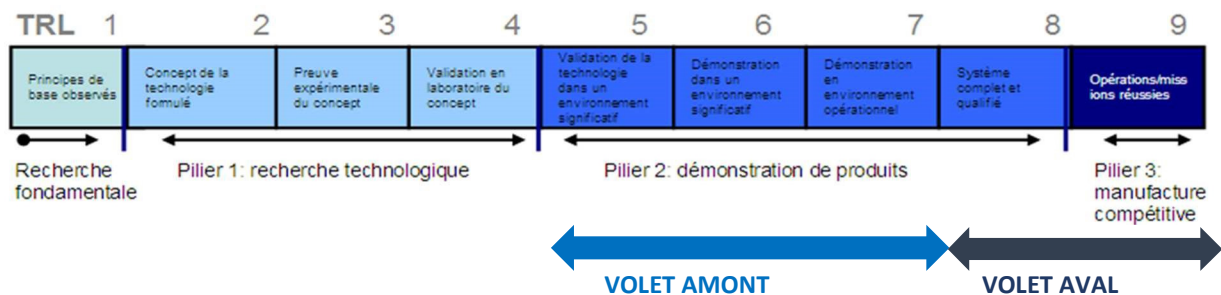 TRL 1 2 3 4 5 6 7 8 9
Principes de
base observés
Concept de la
technologie
formulé
Preuve
expérimentale
du concept
Validation en
laboratoire du
concept
Validation de la
technologie
dans un
environnement
significatif
Démonstration
dans un
environnement
significatif
Démonstration
en
environnement
opérationnel
Système
complet et
qualifié
Opérations/miss
ions réussies
Recherche
fondamentale
Pilier 1: recherche technologique
Pilier 2: démonstration de produits
Pilier 3:
manufacture
compétitive
VOLET AMONT
VOLET AVAL